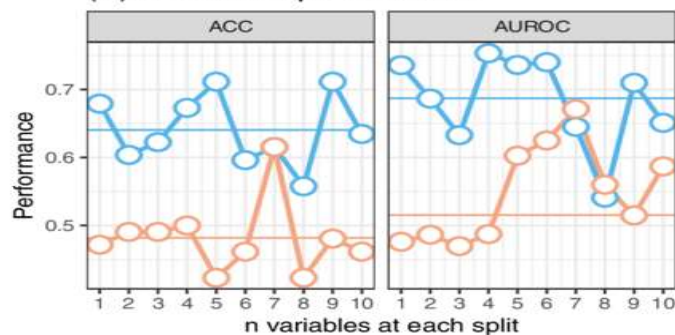 ACC AUROC
0.7
0.6
0.5
Performance
1 2 3 4 5 6 7 8 9 10 1 2 3 4 5 6 7 8 9 10
n variables at each split